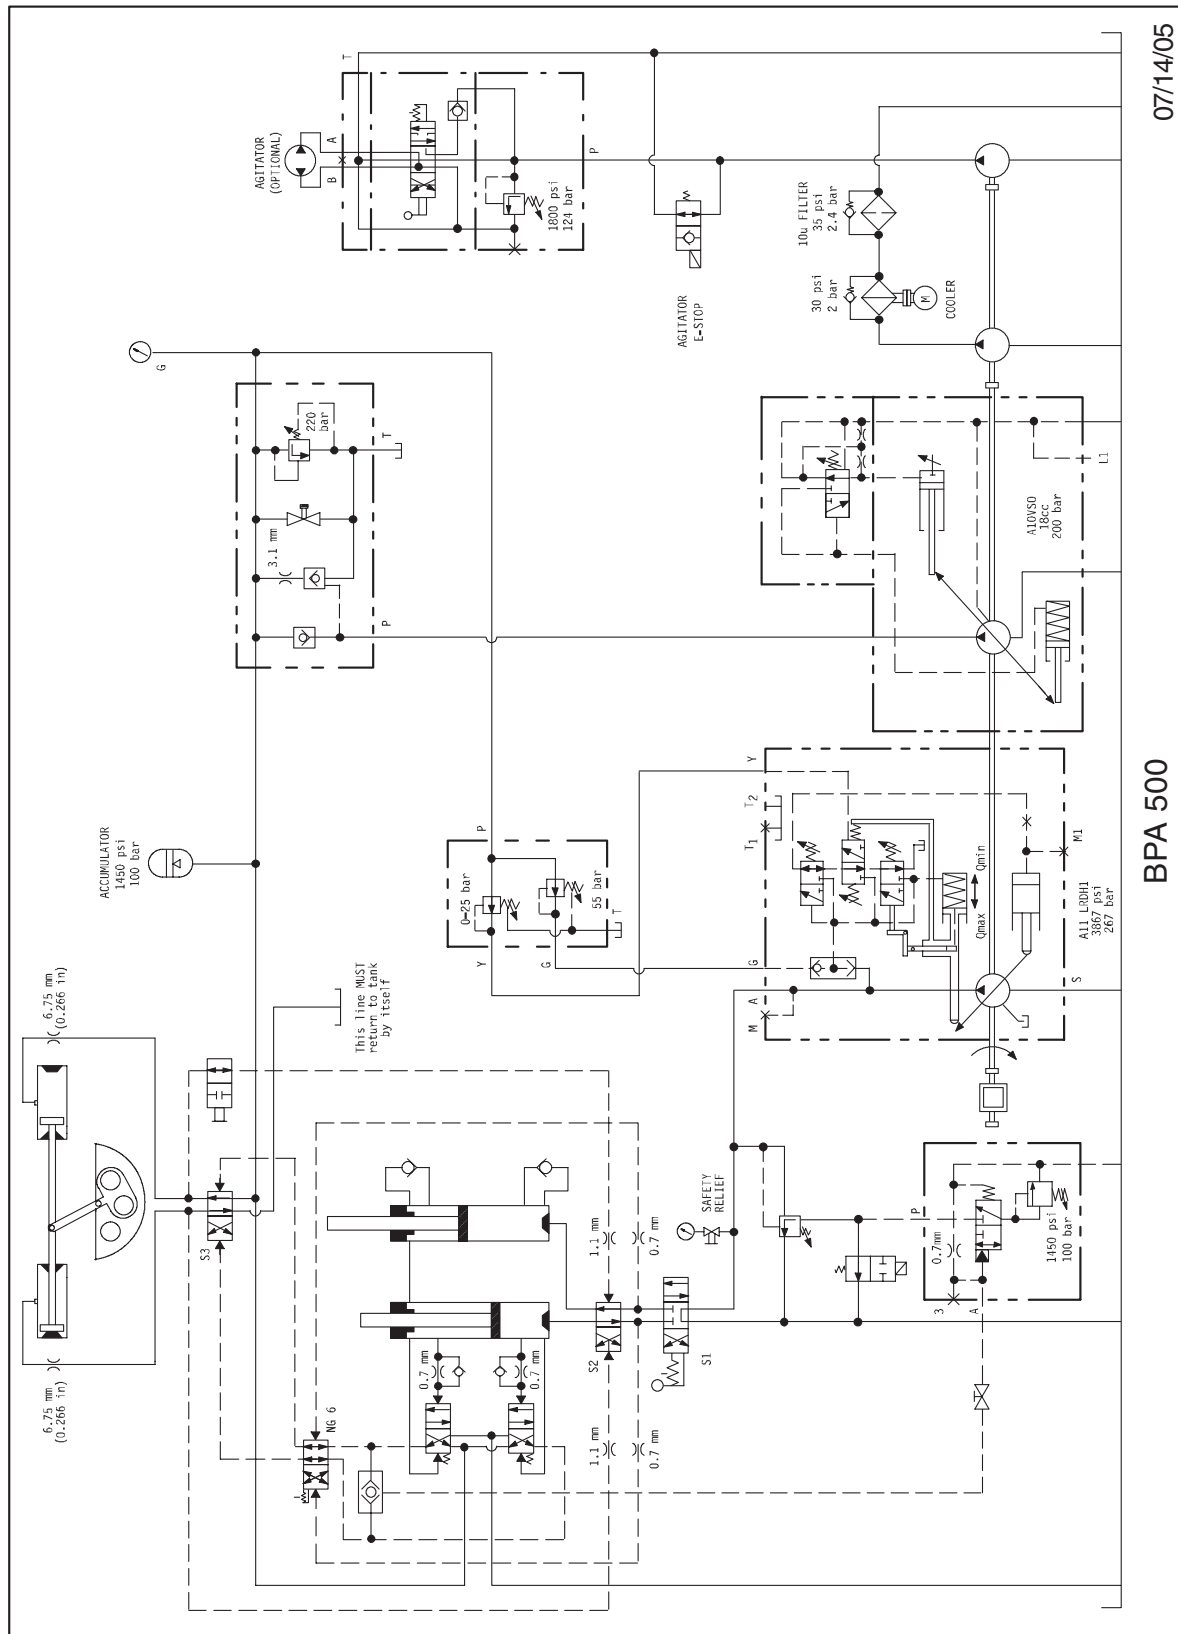 07/14/05
BPA 500
AGITATOR
(OPTIONAL)
A
B
T
P
1800 psi
124 bar
10u FILTER
35 psi
2.4 bar
30 psi
2 bar
M
COOLER
AGITATOR
E-STOP
G
220
bar
T
3.1 mm
P
L1
A10VSO
18cc
200 bar
ACCUMULATOR
1450 psi
100 bar
P
0-25 bar
55 bar
T
Y
G
Y
T2
T1
G
A
M
Qmin
Qmax
M1
A11 LRDH1
3867 psi
267 bar
S
6.75 mm
(0.266 in)
6.75 mm
(0.266 in)
This line MUST
return to tank
by itself
S3
NG 6
0.7 mm
0.7 mm
1.1 mm
0.7 mm
1.1 mm
0.7 mm
S2
S1
SAFETY
RELIEF
P
0.7mm
3
A
1450 psi
100 bar